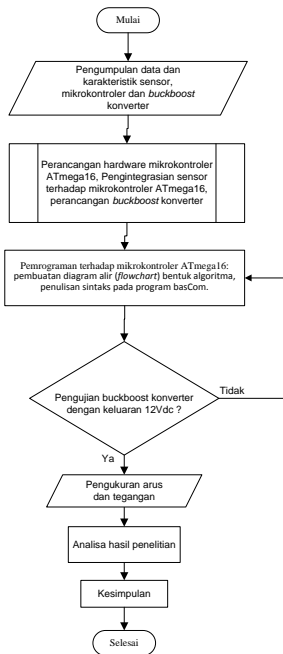 Mulai
Pengumpulan data dan
karakteristik sensor,
mikrokontroler dan buckboost
konverter
Perancangan hardware mikrokontroler
ATmega16, Pengintegrasian sensor
terhadap mikrokontroler ATmega16,
perancangan buckboost konverter
Pemrograman terhadap mikrokontroler ATmega16:
pembuatan diagram alir (flowchart) bentuk algoritma,
penulisan sintaks pada program basCom.
Pengujian buckboost konverter
dengan keluaran 12Vdc ?
Tidak
Ya
Pengukuran arus
dan tegangan
Analisa hasil penelitian
Kesimpulan
Selesai